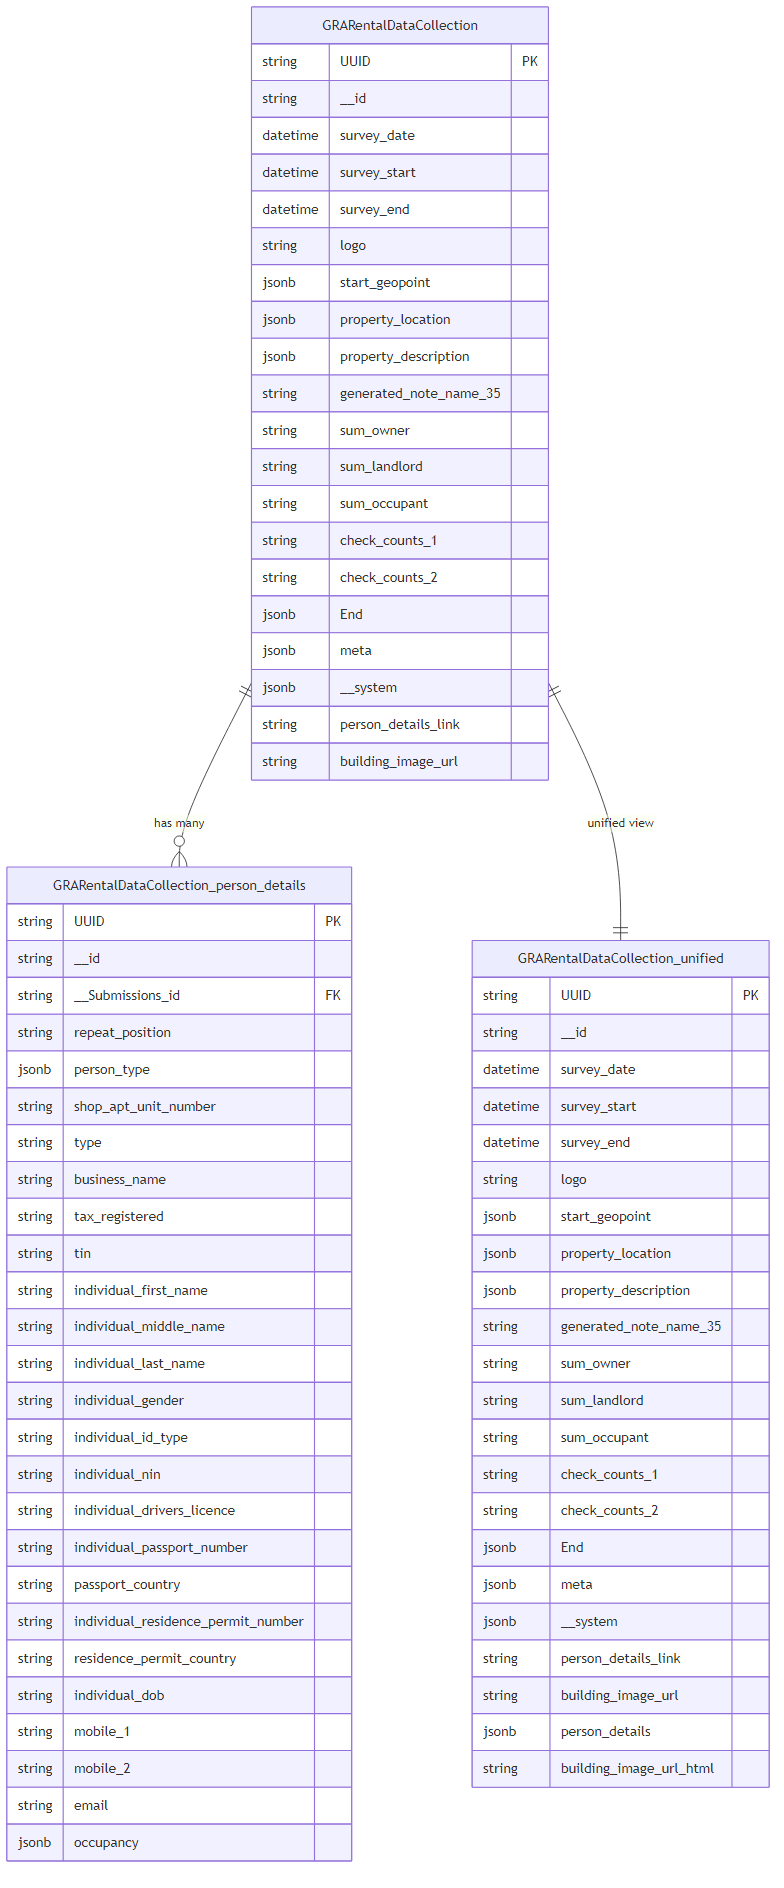 GRARentalDataCollection
string UUID PK
string __id
datetime survey_date
datetime survey_start
datetime survey_end
string logo
jsonb start_geopoint
jsonb property_location
jsonb property_description
string generated_note_name_35
string sum_owner
string sum_landlord
string sum_occupant
string check_counts_1
string check_counts_2
jsonb End
jsonb meta
jsonb __system
string person_details_link
string building_image_url
has many
unified view
GRARentalDataCollection_person_details
string UUID PK
string __id
string __Submissions_id FK
string repeat_position
jsonb person_type
string shop_apt_unit_number
string type
string business_name
string tax_registered
string tin
string individual_first_name
string individual_middle_name
string individual_last_name
string individual_gender
string individual_id_type
string individual_nin
string individual_drivers_licence
string individual_passport_number
string passport_country
string individual_residence_permit_number
string residence_permit_country
string individual_dob
string mobile_1
string mobile_2
string email
jsonb occupancy
GRARentalDataCollection_unified
string UUID PK
string __id
datetime survey_date
datetime survey_start
datetime survey_end
string logo
jsonb start_geopoint
jsonb property_location
jsonb property_description
string generated_note_name_35
string sum_owner
string sum_landlord
string sum_occupant
string check_counts_1
string check_counts_2
jsonb End
jsonb meta
jsonb __system
string person_details_link
string building_image_url
jsonb person_details
string building_image_url_html